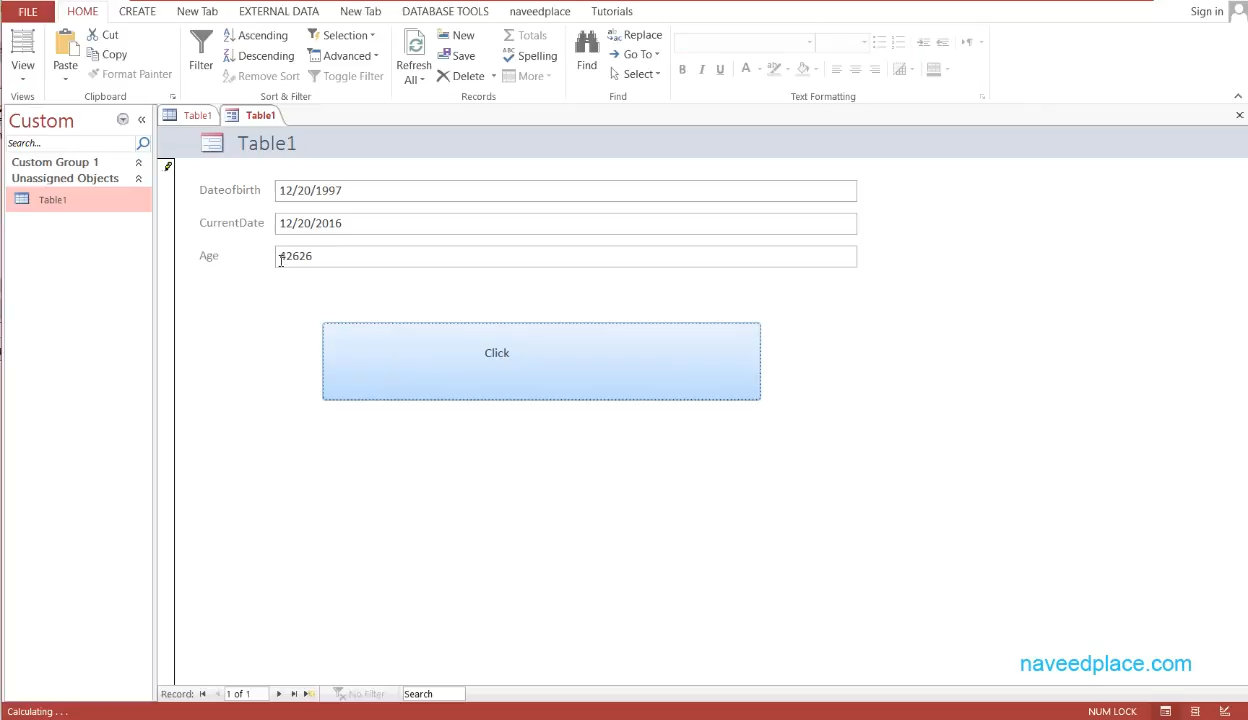 FILE HOME CREATE New Tab EXTERNAL DATA New Tab DATABASE TOOLS naveedplace Tutorials Sign in
View
Views
Paste
Cut
Copy
Format Painter
Clipboard
Filter
Ascending
Descending
Remove Sort
Selection
Advanced
Toggle Filter
Sort & Filter
Refresh
All
New
Save
Delete
Totals
Spelling
More
Records
Find
Replace
Go To
Select
Find
B I U A
Text Formatting
Custom
Search...
Custom Group 1
Unassigned Objects
Table1
Table1 Table1
Table1
Dateofbirth 12/20/1997
CurrentDate 12/20/2016
Age 42626
Click
naveedplace.com
Record: 1 of 1 No Filter Search
Calculating . . . NUM LOCK